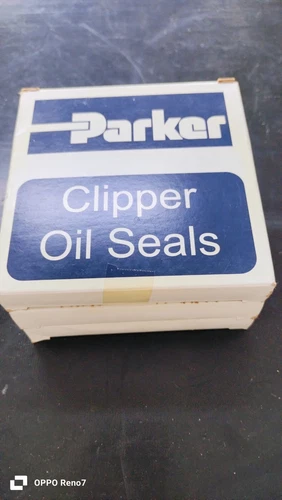 Parker
Clipper
Oil Seals
OPPO Reno7